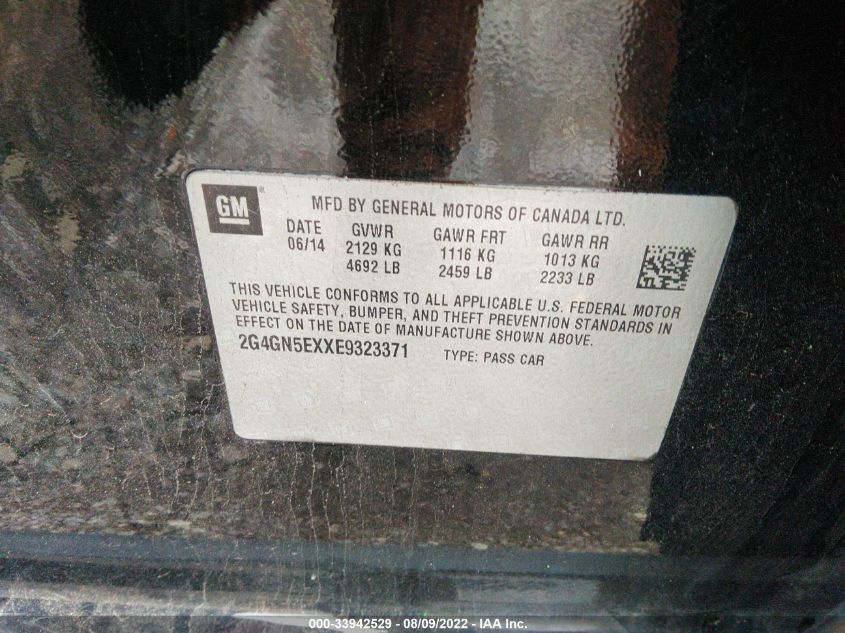 GM
MFD BY GENERAL MOTORS OF CANADA LTD.
DATE GVWR GAWR FRT GAWR RR
06/14 2129 KG 1116 KG 1013 KG
4692 LB 2459 LB 2233 LB
THIS VEHICLE CONFORMS TO ALL APPLICABLE U.S. FEDERAL MOTOR
VEHICLE SAFETY, BUMPER, AND THEFT PREVENTION STANDARDS IN
EFFECT ON THE DATE OF MANUFACTURE SHOWN ABOVE.
2G4GN5EXXE9323371 TYPE: PASS CAR
000-33942529 - 08/09/2022 - IAA Inc.